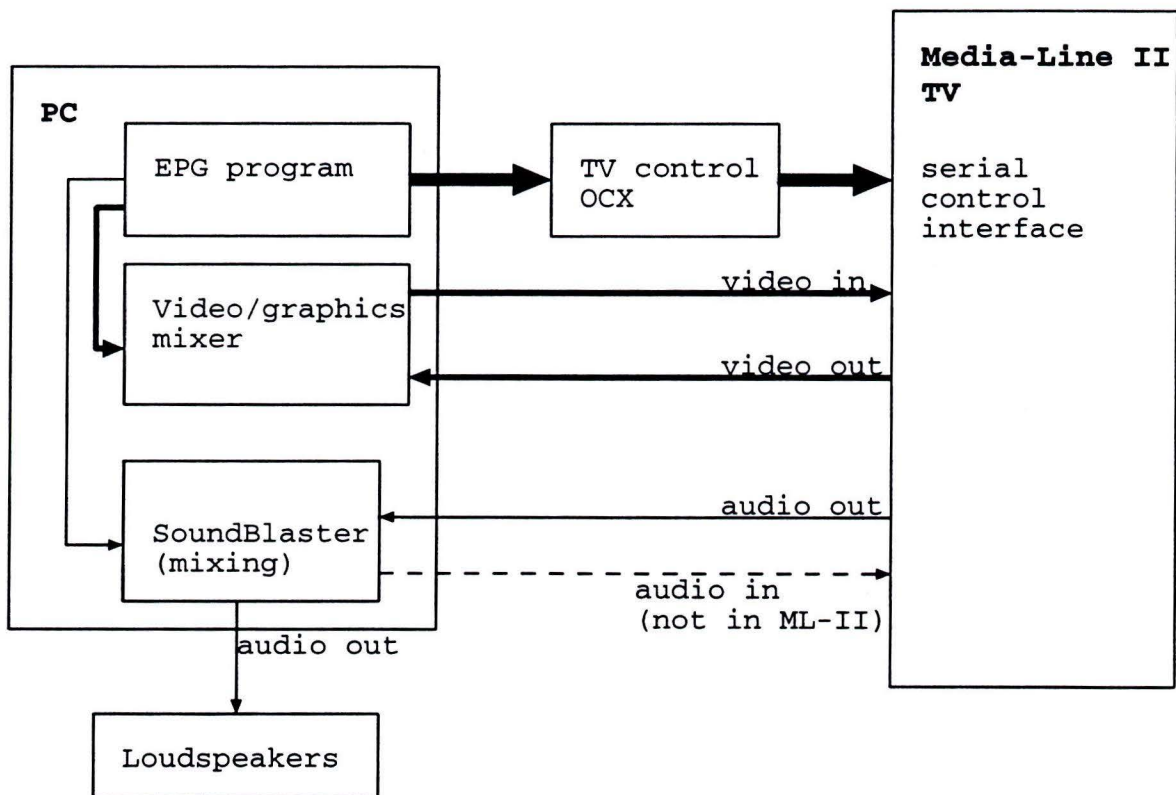 PC
EPG program
TV control
OCX
Media-Line II
TV
serial
control
interface
Video/graphics
mixer
video in
video out
SoundBlaster
(mixing)
audio out
audio in
(not in ML-II)
audio out
Loudspeakers